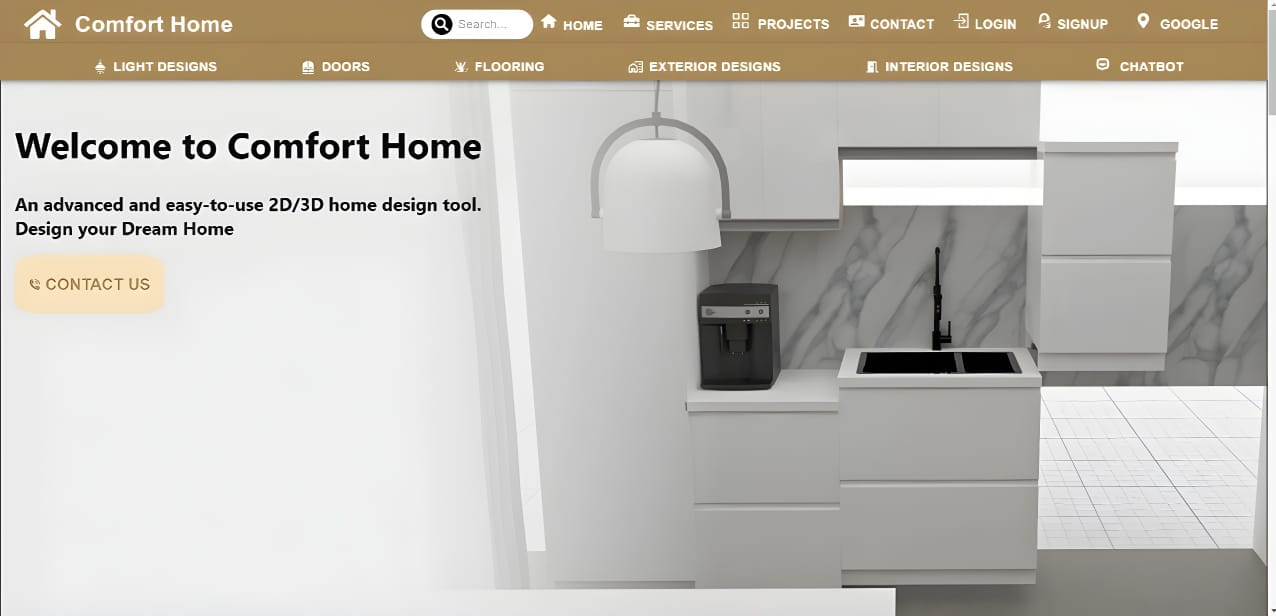 Comfort Home
Search...
HOME
SERVICES
PROJECTS
CONTACT
LOGIN
SIGNUP
GOOGLE
LIGHT DESIGNS
DOORS
FLOORING
EXTERIOR DESIGNS
INTERIOR DESIGNS
CHATBOT
Welcome to Comfort Home
An advanced and easy-to-use 2D/3D home design tool.
Design your Dream Home
CONTACT US